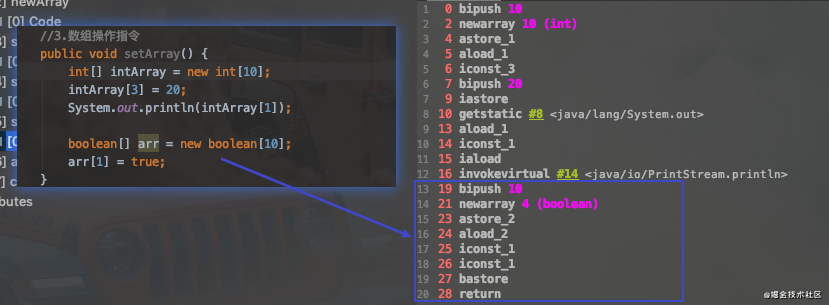 newArray
[0] Code
//3.数组操作指令
public void setArray() {
int[] intArray = new int[10];
intArray[3] = 20;
System.out.println(intArray[1]);
boolean[] arr = new boolean[10];
arr[1] = true;
}
butes
1 0 bipush 10
2 2 newarray 10 (int)
3 4 astore_1
4 5 aload_1
5 6 iconst_3
6 7 bipush 20
7 9 iastore
8 10 getstatic #8 <java/lang/System.out>
9 13 aload_1
10 14 iconst_1
11 15 iaload
12 16 invokevirtual #14 <java/io/PrintStream.println>
13 19 bipush 10
14 21 newarray 4 (boolean)
15 23 astore_2
16 24 aload_2
17 25 iconst_1
18 26 iconst_1
19 27 bastore
20 28 return
@掘金技术社区